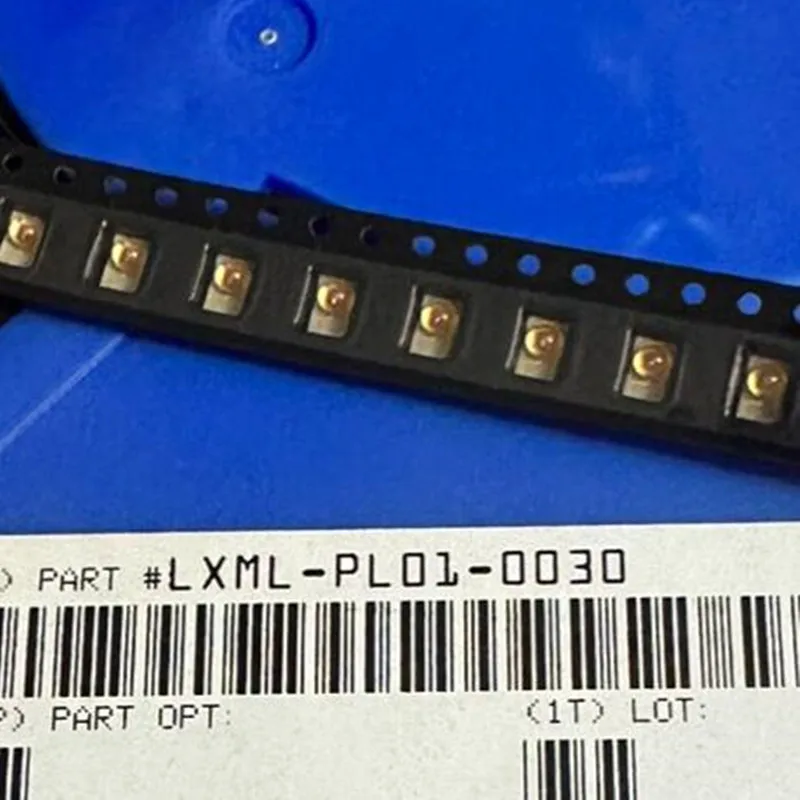 ) PART #LXML-PL01-0030
P) PART OPT:
(1T) LOT: